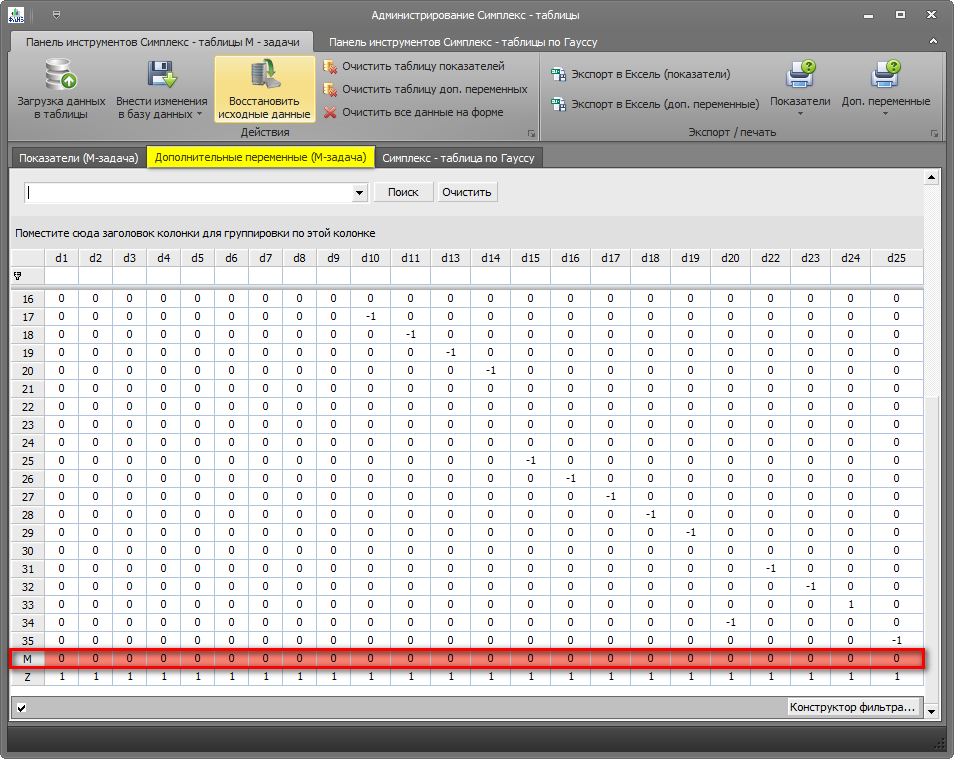 Администрирование Симплекс - таблицы
Панель инструментов Симплекс - таблицы М - задачи
Панель инструментов Симплекс - таблицы по Гауссу
Загрузка данных
в таблицы
Внести изменения
в базу данных
Восстановить
исходные данные
Очистить таблицу показателей
Очистить таблицу доп. переменных
Очистить все данные на форме
Действия
Экспорт в Ексель (показатели)
Экспорт в Ексель (доп. переменные)
Показатели
Доп. переменные
Экспорт / печать
Показатели (М-задача)
Дополнительные переменные (М-задача)
Симплекс - таблица по Гауссу
Поиск
Очистить
Поместите сюда заголовок колонки для группировки по этой колонке
d1 d2 d3 d4 d5 d6 d7 d8 d9 d10 d11 d13 d14 d15 d16 d17 d18 d19 d20 d22 d23 d24 d25
16 0 0 0 0 0 0 0 0 0 0 0 0 0 0 0 0 0 0 0 0 0 0 0
17 0 0 0 0 0 0 0 0 0 -1 0 0 0 0 0 0 0 0 0 0 0 0 0
18 0 0 0 0 0 0 0 0 0 0 -1 0 0 0 0 0 0 0 0 0 0 0 0
19 0 0 0 0 0 0 0 0 0 0 0 -1 0 0 0 0 0 0 0 0 0 0 0
20 0 0 0 0 0 0 0 0 0 0 0 0 -1 0 0 0 0 0 0 0 0 0 0
21 0 0 0 0 0 0 0 0 0 0 0 0 0 0 0 0 0 0 0 0 0 0 0
22 0 0 0 0 0 0 0 0 0 0 0 0 0 0 0 0 0 0 0 0 0 0 0
23 0 0 0 0 0 0 0 0 0 0 0 0 0 0 0 0 0 0 0 0 0 0 0
24 0 0 0 0 0 0 0 0 0 0 0 0 0 0 0 0 0 0 0 0 0 0 0
25 0 0 0 0 0 0 0 0 0 0 0 0 0 -1 0 0 0 0 0 0 0 0 0
26 0 0 0 0 0 0 0 0 0 0 0 0 0 0 -1 0 0 0 0 0 0 0 0
27 0 0 0 0 0 0 0 0 0 0 0 0 0 0 0 -1 0 0 0 0 0 0 0
28 0 0 0 0 0 0 0 0 0 0 0 0 0 0 0 0 -1 0 0 0 0 0 0
29 0 0 0 0 0 0 0 0 0 0 0 0 0 0 0 0 0 -1 0 0 0 0 0
30 0 0 0 0 0 0 0 0 0 0 0 0 0 0 0 0 0 0 0 0 0 0 0
31 0 0 0 0 0 0 0 0 0 0 0 0 0 0 0 0 0 0 0 -1 0 0 0
32 0 0 0 0 0 0 0 0 0 0 0 0 0 0 0 0 0 0 0 0 -1 0 0
33 0 0 0 0 0 0 0 0 0 0 0 0 0 0 0 0 0 0 0 0 0 1 0
34 0 0 0 0 0 0 0 0 0 0 0 0 0 0 0 0 0 0 -1 0 0 0 0
35 0 0 0 0 0 0 0 0 0 0 0 0 0 0 0 0 0 0 0 0 0 0 -1
M 0 0 0 0 0 0 0 0 0 0 0 0 0 0 0 0 0 0 0 0 0 0 0
Z 1 1 1 1 1 1 1 1 1 1 1 1 1 1 1 1 1 1 1 1 1 1 1
Конструктор фильтра...